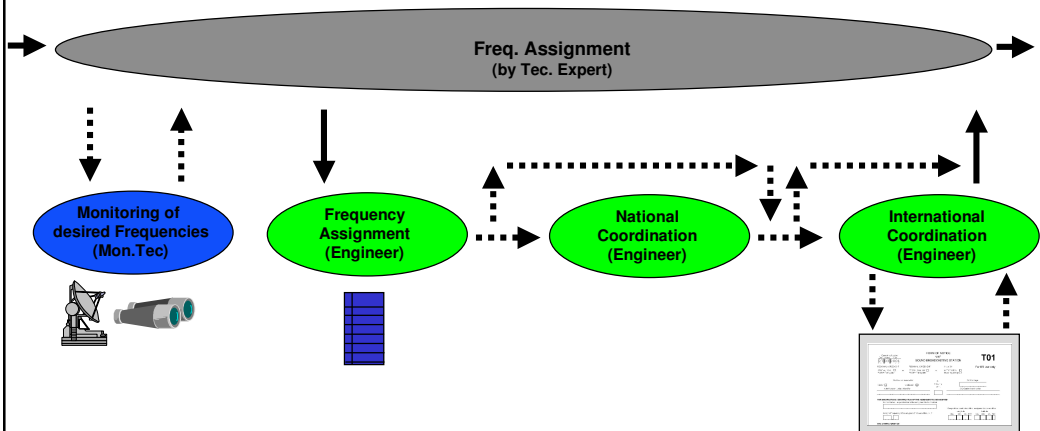 Freq. Assignment
(by Tec. Expert)
Monitoring of
desired Frequencies
(Mon.Tec)
Frequency
Assignment
(Engineer)
National
Coordination
(Engineer)
International
Coordination
(Engineer)
T01